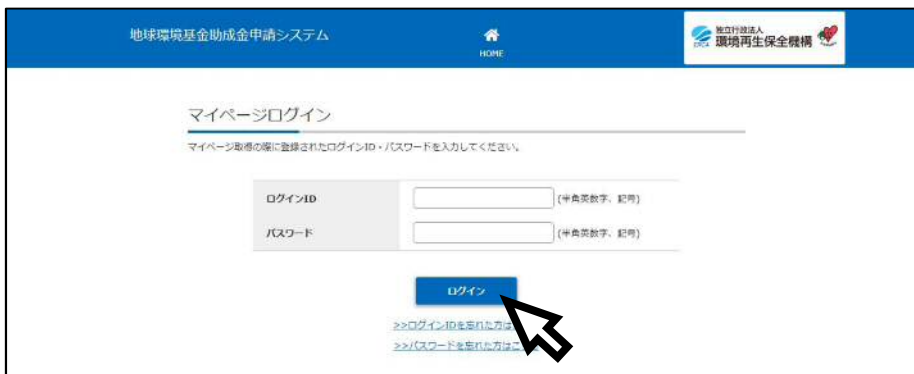 地球環境基金助成金申請システム
HOME
独立行政法人
環境再生保全機構
マイページログイン
マイページ取得の際に登録されたログインID・パスワードを入力してください。
ログインID
(半角英数字、記号)
パスワード
(半角英数字、記号)
ログイン
>>ログインIDを忘れた方は
>>パスワードを忘れた方はこ